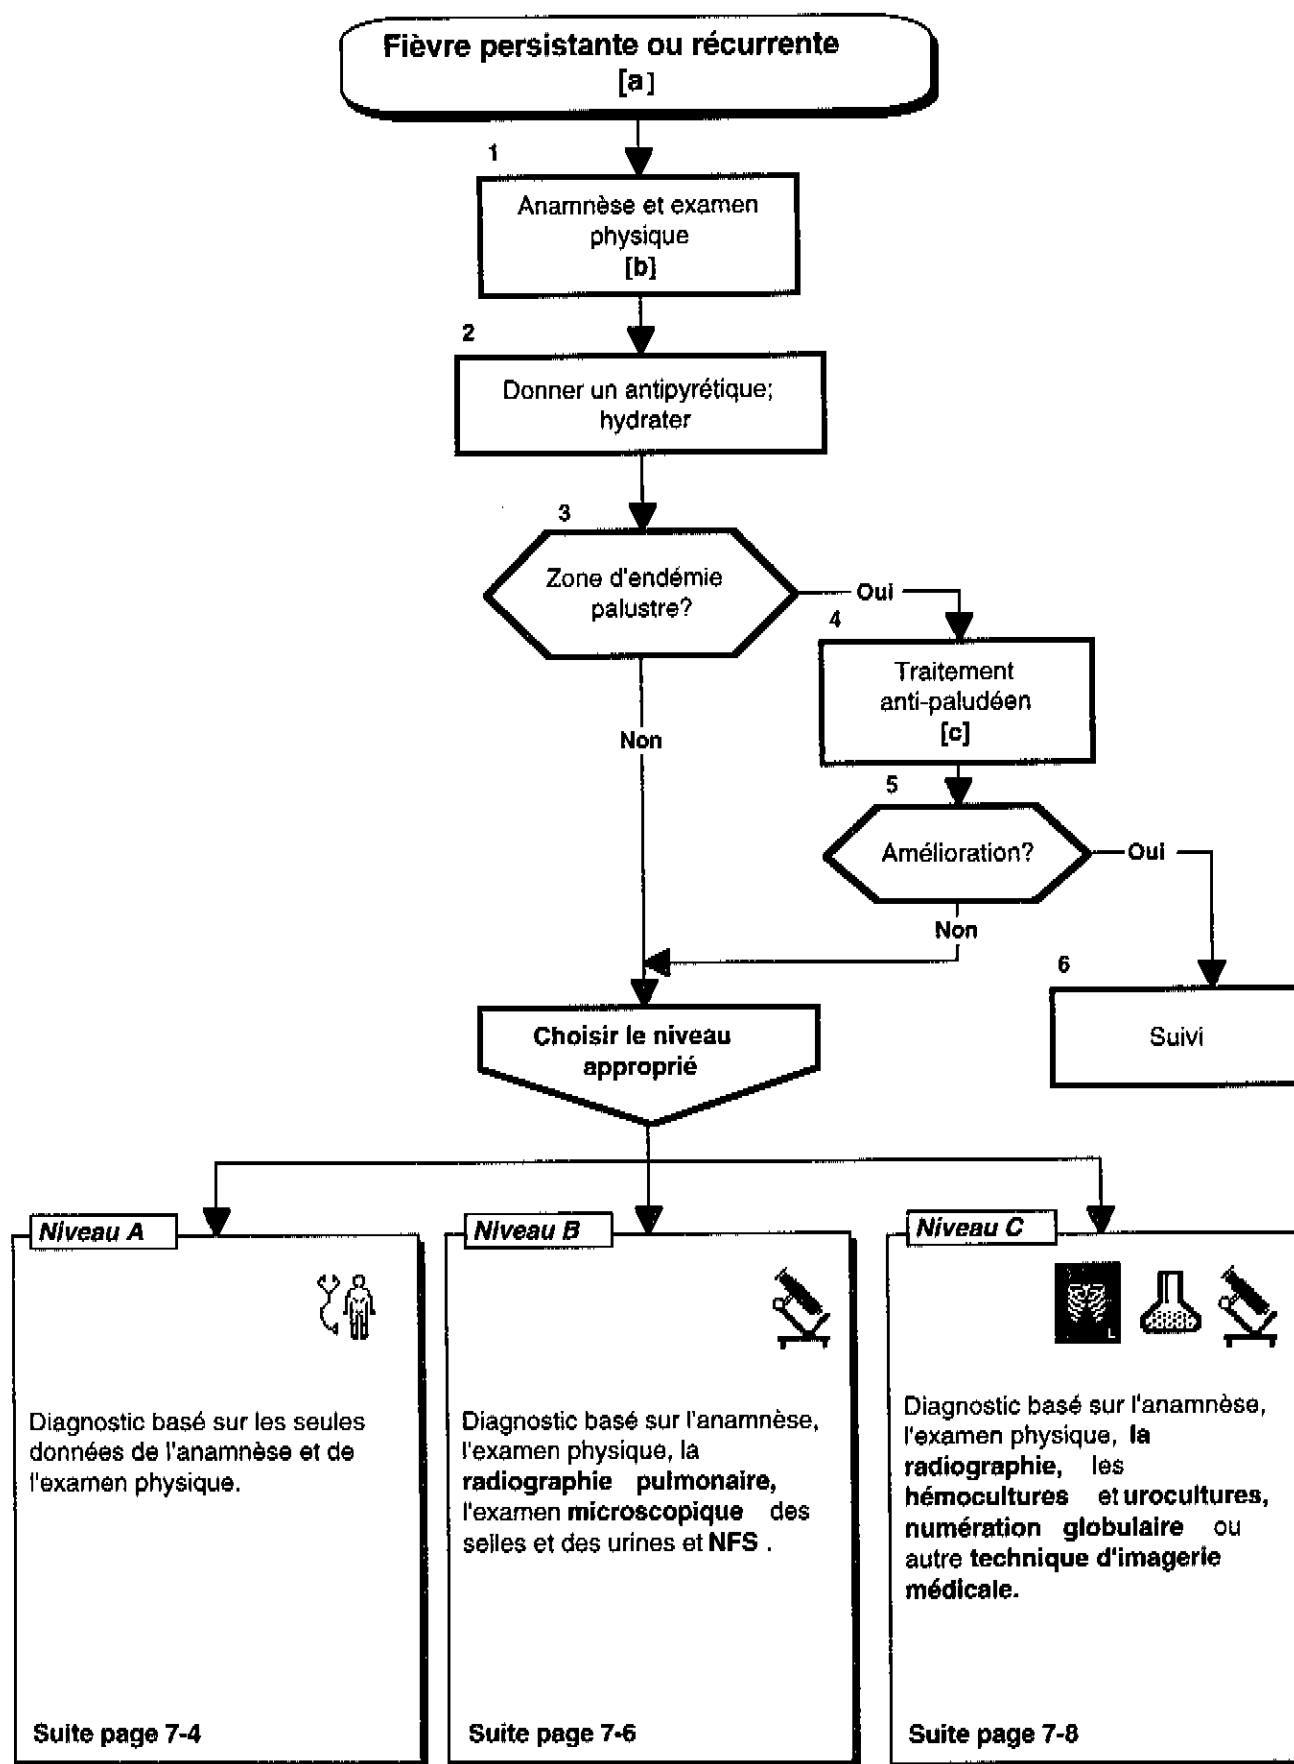 Fièvre persistante ou récurrente
[a]
1
Anamnèse et examen
physique
[b]
2
Donner un antipyrétique;
hydrater
3
Zone d'endémie
palustre?
Oui
4
Traitement
anti-paludéen
[c]
Non
5
Amélioration?
Oui
Non
6
Suivi
Choisir le niveau
approprié
Niveau A
Diagnostic basé sur les seules
données de l'anamnèse et de
l'examen physique.
Suite page 7-4
Niveau B
Diagnostic basé sur l'anamnèse,
l'examen physique, la
radiographie pulmonaire,
l'examen microscopique des
selles et des urines et NFS .
Suite page 7-6
Niveau C
L
Diagnostic basé sur l'anamnèse,
l'examen physique, la
radiographie, les
hémocultures et urocultures,
numération globulaire ou
autre technique d'imagerie
médicale.
Suite page 7-8